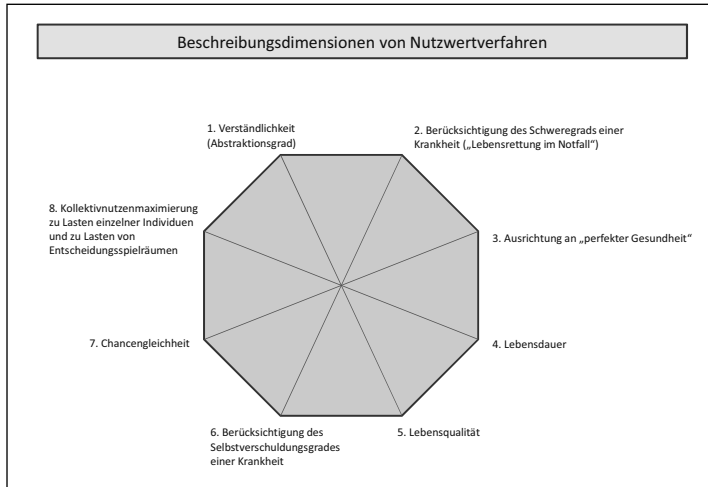 Beschreibungsdimensionen von Nutzwertverfahren
1. Verständlichkeit
(Abstraktionsgrad)
2. Berücksichtigung des Schweregrads einer
Krankheit („Lebensrettung im Notfall“)
3. Ausrichtung an „perfekter Gesundheit“
4. Lebensdauer
5. Lebensqualität
6. Berücksichtigung des
Selbstverschuldungsgrades
einer Krankheit
7. Chancengleichheit
8. Kollektivnutzenmaximierung
zu Lasten einzelner Individuen
und zu Lasten von
Entscheidungsspielräumen